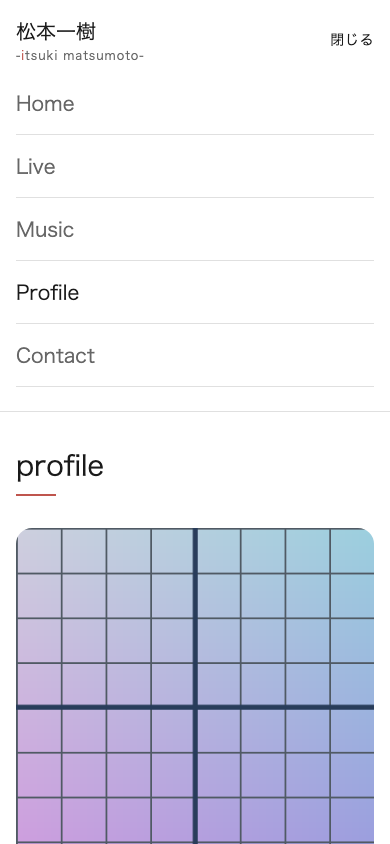 松本一樹
-itsuki matsumoto-
閉じる
Home
Live
Music
Profile
Contact
profile